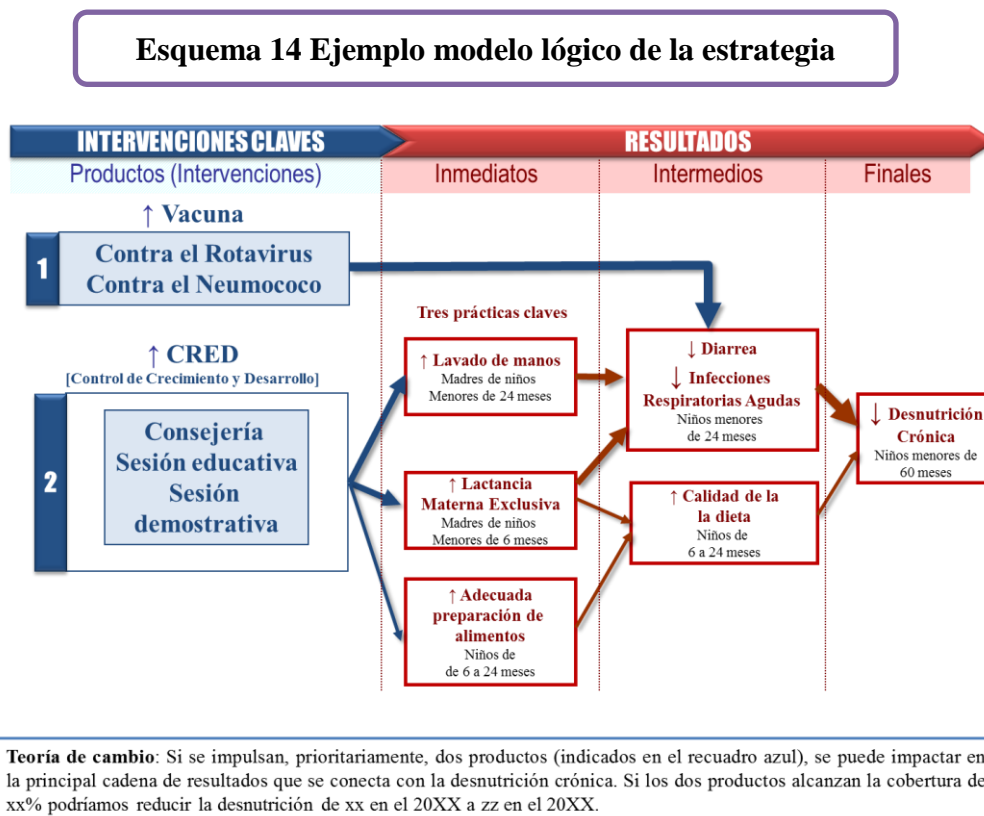 Esquema 14 Ejemplo modelo lógico de la estrategia
INTERVENCIONES CLAVES
RESULTADOS
Productos (Intervenciones)
Inmediatos
Intermedios
Finales
↑ Vacuna
1
Contra el Rotavirus
Contra el Neumococo
↑ CRED
[Control de Crecimiento y Desarrollo]
2
Consejería
Sesión educativa
Sesión
demostrativa
Tres prácticas claves
↑ Lavado de manos
Madres de niños
Menores de 24 meses
↑ Lactancia
Materna Exclusiva
Madres de niños
Menores de 6 meses
↑ Adecuada
preparación de
alimentos
Niños de
de 6 a 24 meses
↓ Diarrea
↓ Infecciones
Respiratorias Agudas
Niños menores
de 24 meses
↑ Calidad de la
la dieta
Niños de
6 a 24 meses
↓ Desnutrición
Crónica
Niños menores de
60 meses
Teoría de cambio: Si se impulsan, prioritariamente, dos productos (indicados en el recuadro azul), se puede impactar en
la principal cadena de resultados que se conecta con la desnutrición crónica. Si los dos productos alcanzan la cobertura de
xx% podríamos reducir la desnutrición de xx en el 20XX a zz en el 20XX.